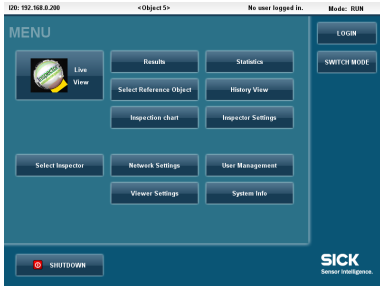 I20: 192.168.0.200 <Object 5> No user logged in. Mode: RUN
MENU
LOGIN
SWITCH MODE
Inspector
Live
View
Results
Statistics
Select Reference Object
History View
Inspection chart
Inspector Settings
Select Inspector
Network Settings
User Management
Viewer Settings
System Info
SHUTDOWN
SICK
Sensor Intelligence.